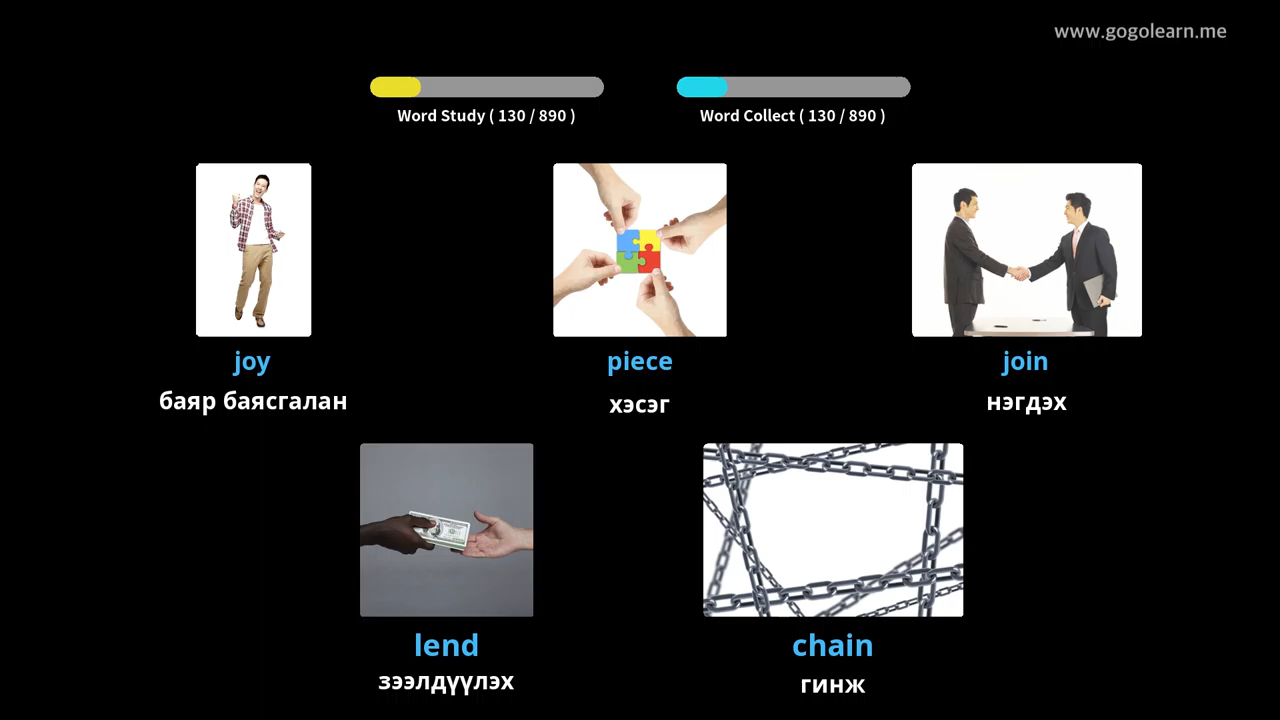 www.gogolearn.me
Word Study ( 130 / 890 )
Word Collect ( 130 / 890 )
joy
баяр баясгалан
piece
хэсэг
join
нэгдэх
lend
зээлдүүлэх
chain
гинж